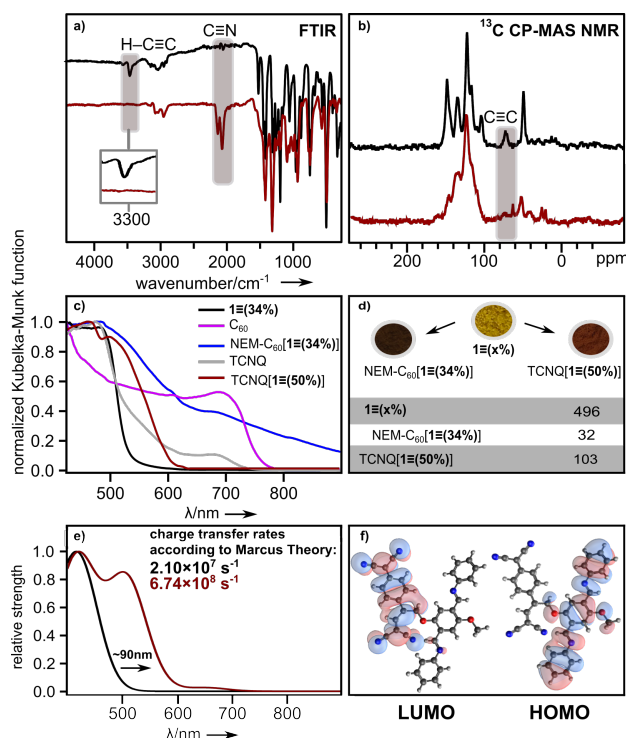 a)
FTIR
H–C≡C
C≡N
3300
4000 3000 2000 1000
wavenumber/cm⁻¹
b)
¹³C CP-MAS NMR
C≡C
200 100 0 ppm
normalized Kubelka-Munk function
c)
1≡(34%)
C₆₀
NEM-C₆₀[1≡(34%)]
TCNQ
TCNQ[1≡(50%)]
1.0
0.8
0.6
0.4
0.2
0.0
500 600 700 800
λ/nm
d)
1≡(x%)
NEM-C₆₀[1≡(34%)] TCNQ[1≡(50%)]
1≡(x%) 496
NEM-C₆₀[1≡(34%)] 32
TCNQ[1≡(50%)] 103
relative strength
e)
charge transfer rates
according to Marcus Theory:
2.10×10⁷ s⁻¹
6.74×10⁸ s⁻¹
~90nm
1.0
0.8
0.6
0.4
0.2
0.0
500 600 700 800
λ/nm
f)
LUMO HOMO